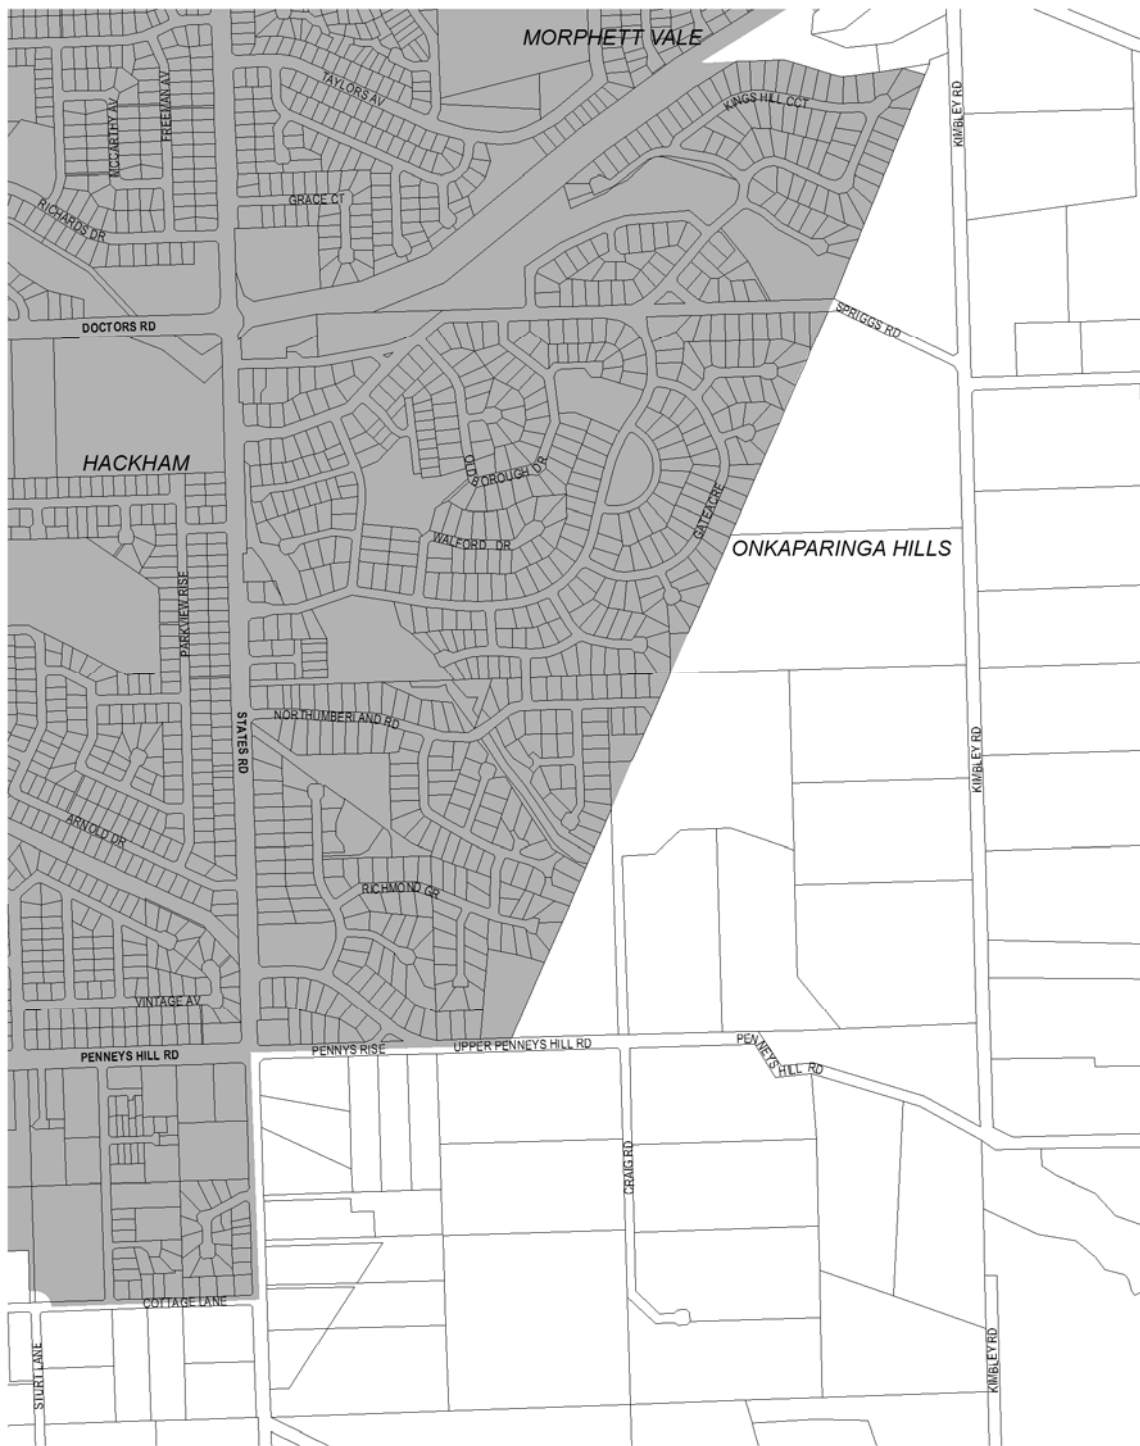 MORPHETT VALE
TAYLORS AV
KINGS HILL CCT
KIMBLEY RD
MCCARTHY AV
FREEMAN AV
GRACE CT
RICHARDS DR
SPRIGGS RD
DOCTORS RD
HACKHAM
OLDBOROUGH DR
GATEACRE
WALFORD DR
ONKAPARINGA HILLS
PARKVIEW RISE
NORTHUMBERLAND RD
STATES RD
KIMBLEY RD
ARNOLD DR
RICHMOND GR
VINTAGE AV
PENNEYS HILL RD
PENNYS RISE
UPPER PENNEYS HILL RD
PENNEYS HILL RD
CRAIG RD
COTTAGE LANE
STURT LANE
KIMBLEY RD